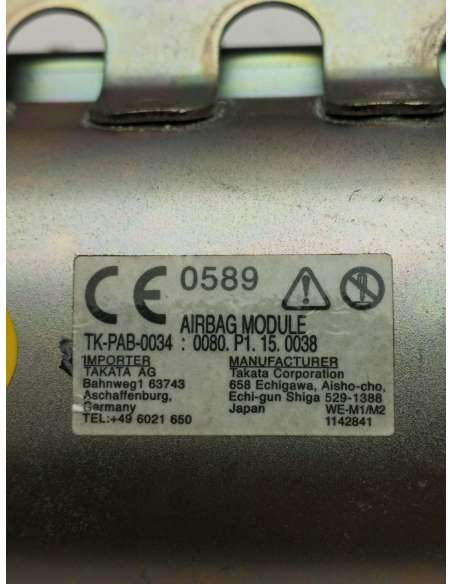 CE 0589
AIRBAG MODULE
TK-PAB-0034 : 0080. P1. 15. 0038
IMPORTER
TAKATA AG
Bahnweg1 63743
Aschaffenburg,
Germany
TEL:+49 6021 650
MANUFACTURER
Takata Corporation
658 Echigawa, Aisho-cho,
Echi-gun Shiga 529-1388
Japan WE-M1/M2
1142841